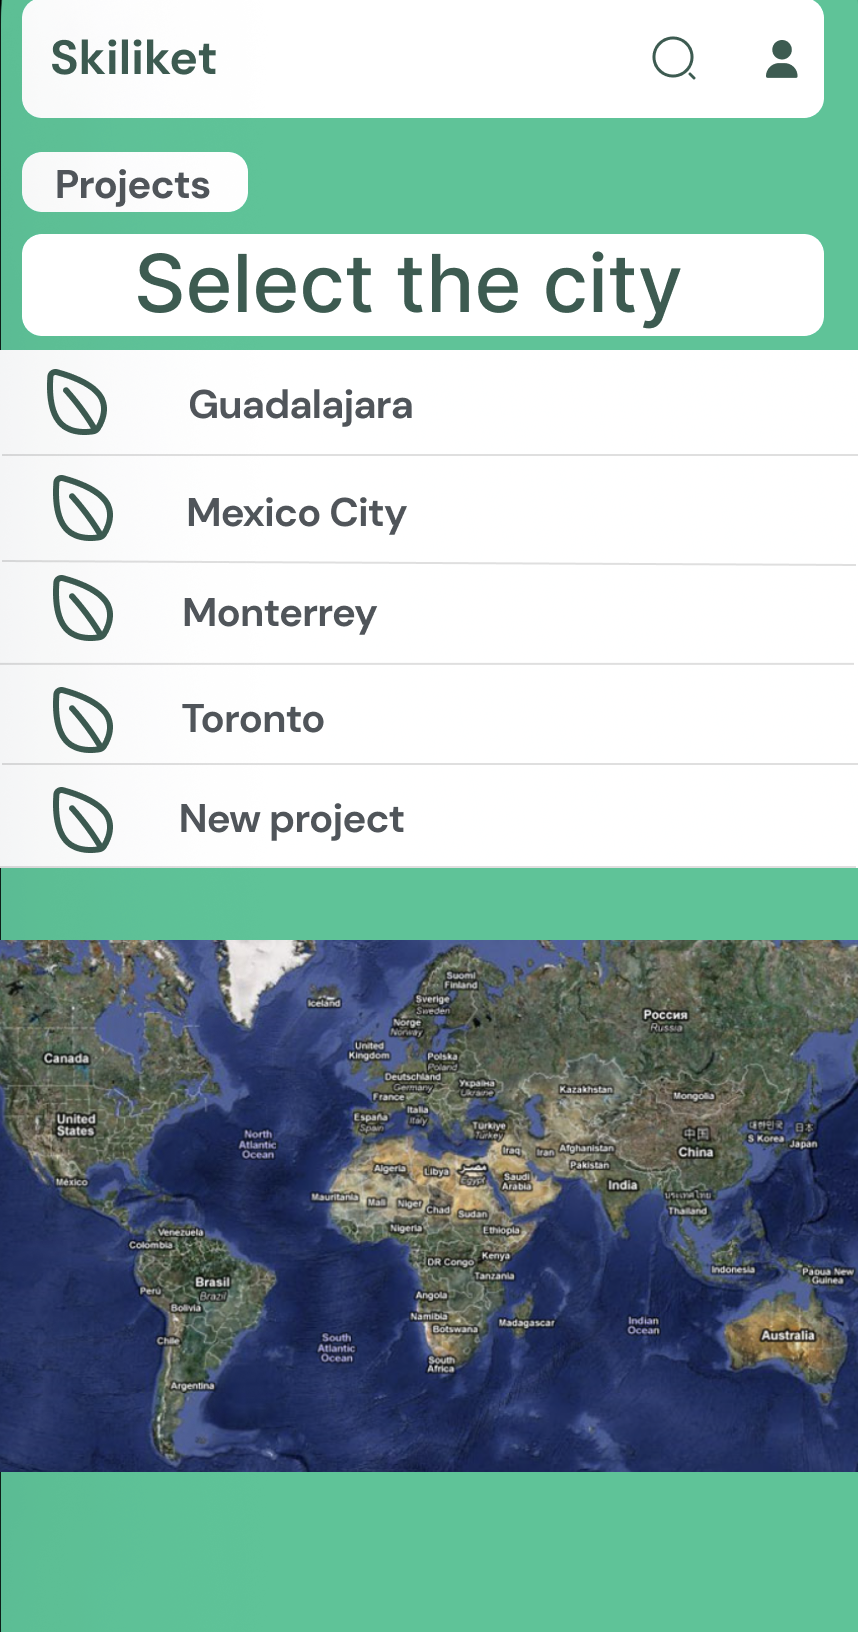 Skiliket
Projects
Select the city
Guadalajara
Mexico City
Monterrey
Toronto
New project
Suomi
Finland
Iceland
Sverige
Sweden
Norge
Norway
Россия
Russia
United
Kingdom
Polska
Poland
Canada
Deutschland
Germany
Україна
Ukraine
Kazakhstan
France
Mongolia
Italia
Italy
España
Spain
United
States
Türkiye
Turkey
대한민국
S Korea
日本
Japan
中国
China
North
Atlantic
Ocean
Iraq
Iran
Afghanistan
Pakistan
Algeria
Libya
مصر
Egypt
Saudi
Arabia
México
India
Mauritania
Mali
Niger
Chad
Sudan
ประเทศไทย
Thailand
Nigeria
Ethiopia
Venezuela
Colombia
DR Congo
Kenya
Tanzania
Indonesia
Papua New
Guinea
Brasil
Brazil
Perú
Angola
Bolivia
Namibia
Botswana
Madagascar
Indian
Ocean
Australia
Chile
South
Atlantic
Ocean
South
Africa
Argentina